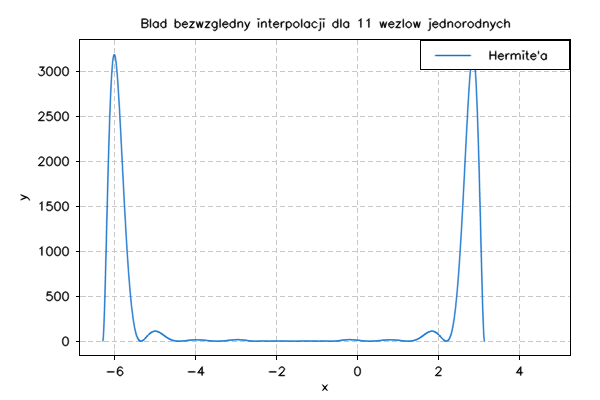 Blad bezwzgledny interpolacji dla 11 wezlow jednorodnych
Hermite'a
3000
2500
2000
1500
1000
500
0
y
−6 −4 −2 0 2 4
x